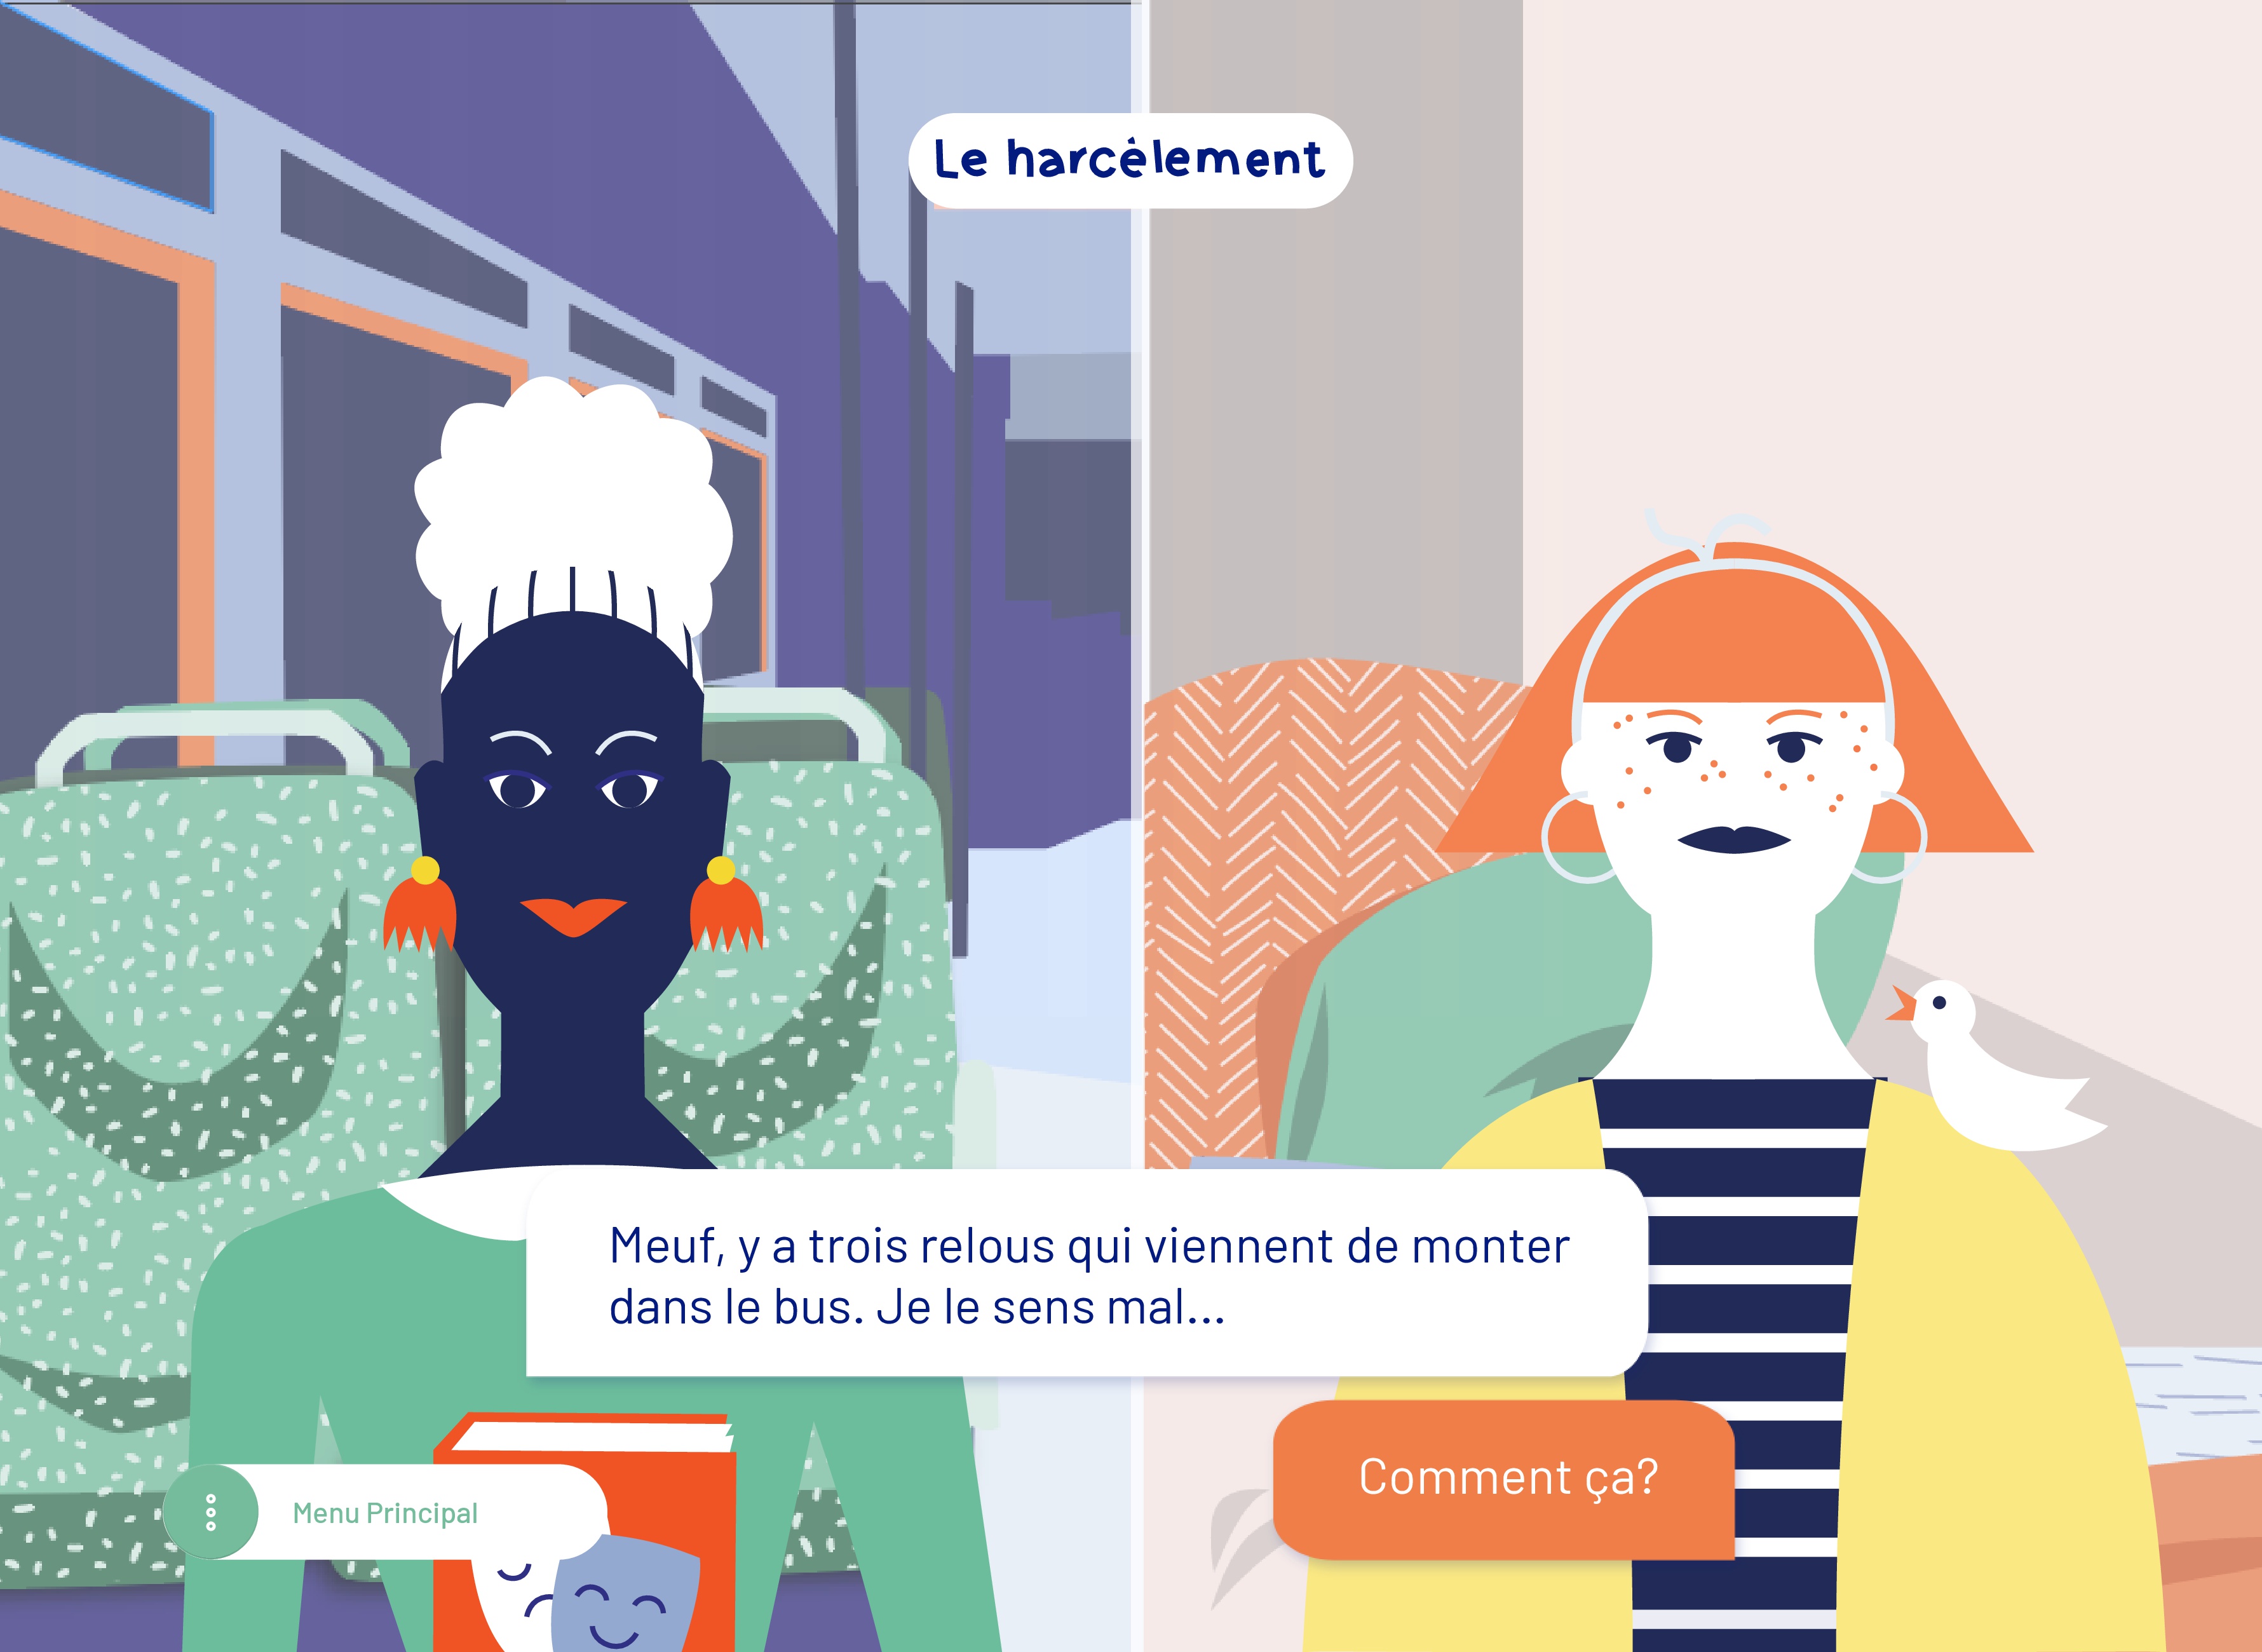 Le harcèlement
Meuf, y a trois relous qui viennent de monter
dans le bus. Je le sens mal...
Comment ça?
Menu Principal